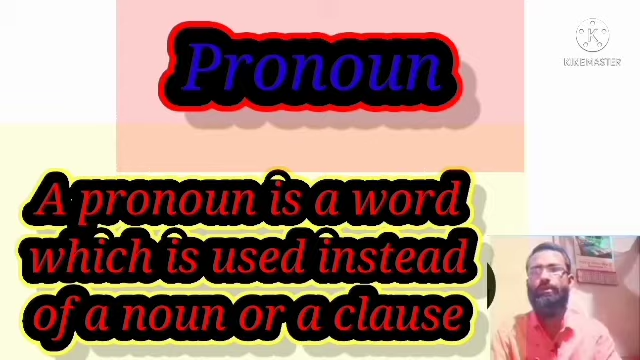 Pronoun
KINEMASTER
A pronoun is a word
which is used instead
of a noun or a clause